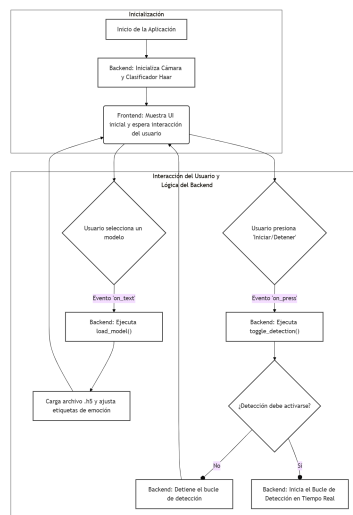 Inicialización
Inicio de la Aplicación
Backend: Inicializa Cámara
y Clasificador Haar
Frontend: Muestra UI
inicial y espera interacción
del usuario
Interacción del Usuario y
Lógica del Backend
Usuario selecciona un
modelo
Usuario presiona
'Iniciar/Detener'
Evento 'on_text'
Evento 'on_press'
Backend: Ejecuta
load_model()
Backend: Ejecuta
toggle_detection()
Carga archivo .h5 y ajusta
etiquetas de emoción
¿Detección debe activarse?
No
Sí
Backend: Detiene el bucle
de detección
Backend: Inicia el Bucle de
Detección en Tiempo Real